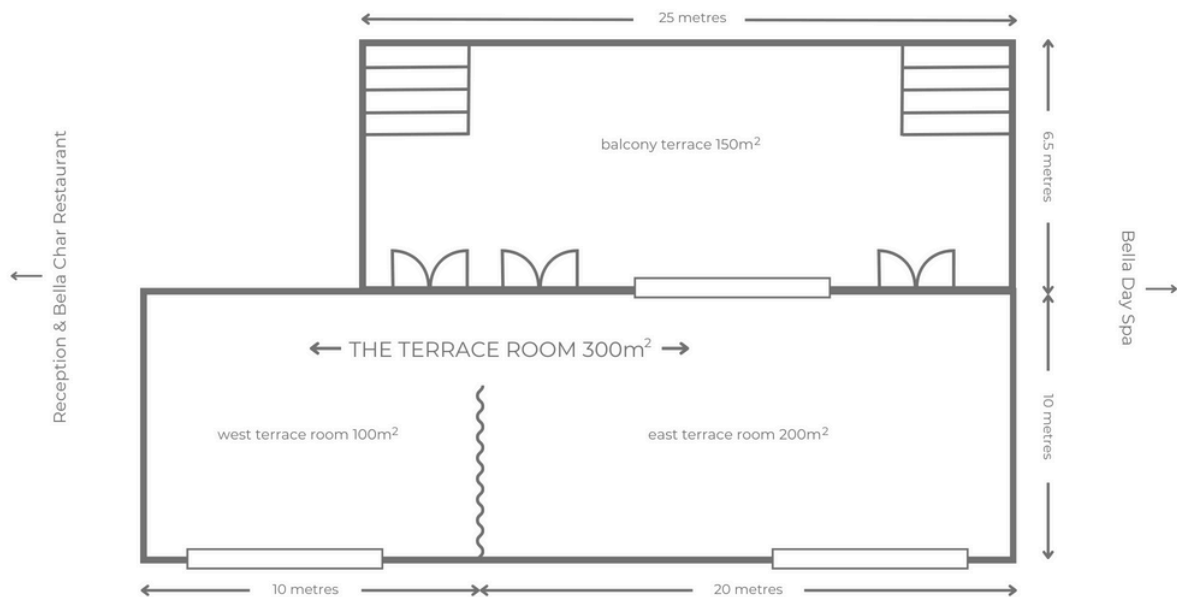 25 metres
balcony terrace 150m²
6.5 metres
Reception & Bella Char Restaurant
Bella Day Spa
THE TERRACE ROOM 300m²
west terrace room 100m²
east terrace room 200m²
10 metres
10 metres
20 metres